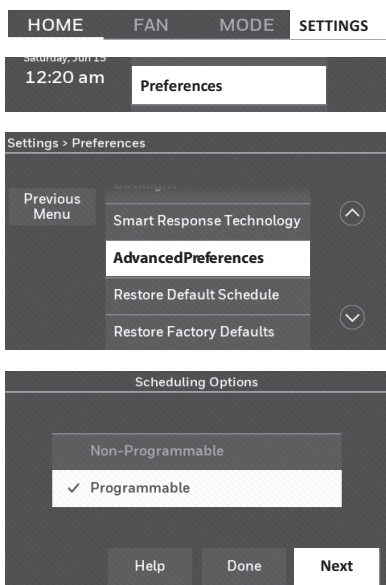 HOME FAN MODE SETTINGS
Saturday, Jun 15
12:20 am
Preferences
Settings > Preferences
Previous
Menu
Backlight
Smart Response Technology
AdvancedPreferences
Restore Default Schedule
Restore Factory Defaults
Scheduling Options
Non-Programmable
✓ Programmable
Help Done Next